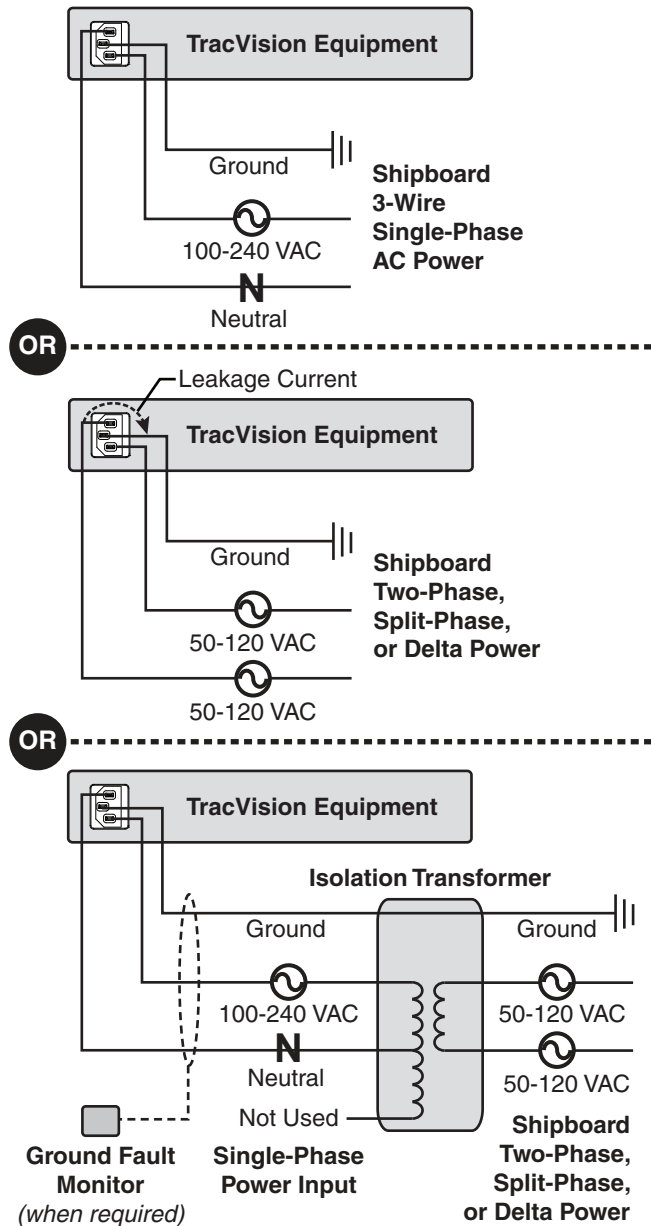 TracVision Equipment
Ground
Shipboard
3-Wire
Single-Phase
AC Power
100-240 VAC
N
Neutral
OR
Leakage Current
TracVision Equipment
Ground
Shipboard
Two-Phase,
Split-Phase,
or Delta Power
50-120 VAC
50-120 VAC
OR
TracVision Equipment
Isolation Transformer
Ground
Ground
100-240 VAC
50-120 VAC
N
Neutral
50-120 VAC
Not Used
Ground Fault
Monitor
(when required)
Single-Phase
Power Input
Shipboard
Two-Phase,
Split-Phase,
or Delta Power